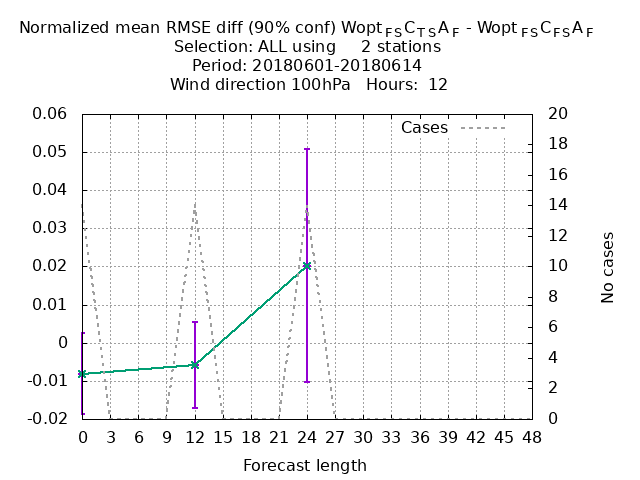 Normalized mean RMSE diff (90% conf) Wopt FS C TS A F - Wopt FS C FS A F
Selection: ALL using 2 stations
Period: 20180601-20180614
Wind direction 100hPa Hours: 12
Cases
0.06
0.05
0.04
0.03
0.02
0.01
0
-0.01
-0.02
20
18
16
14
12
10
8
6
4
2
0
No cases
0 3 6 9 12 15 18 21 24 27 30 33 36 39 42 45 48
Forecast length